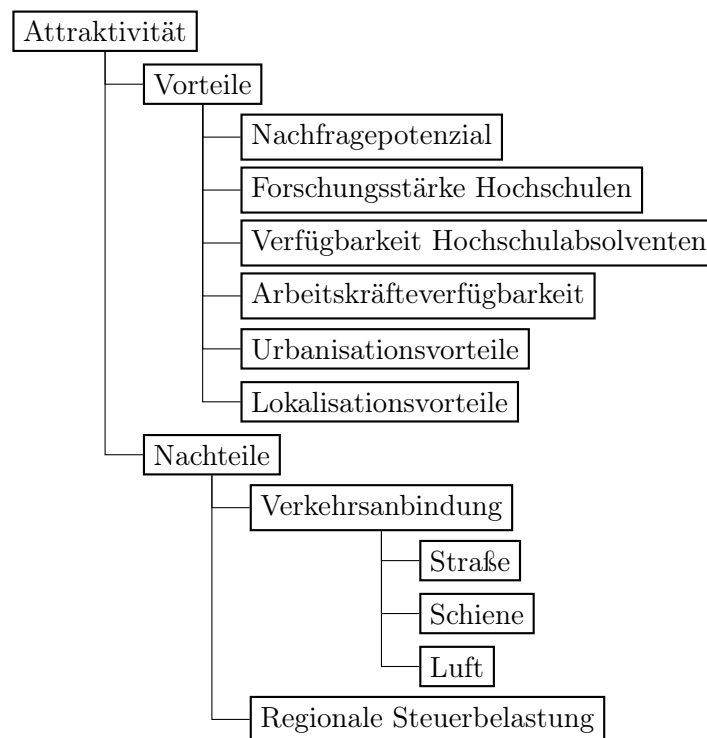 Attraktivität
Vorteile
Nachfragepotenzial
Forschungsstärke Hochschulen
Verfügbarkeit Hochschulabsolventen
Arbeitskräfteverfügbarkeit
Urbanisationsvorteile
Lokalisationsvorteile
Nachteile
Verkehrsanbindung
Straße
Schiene
Luft
Regionale Steuerbelastung